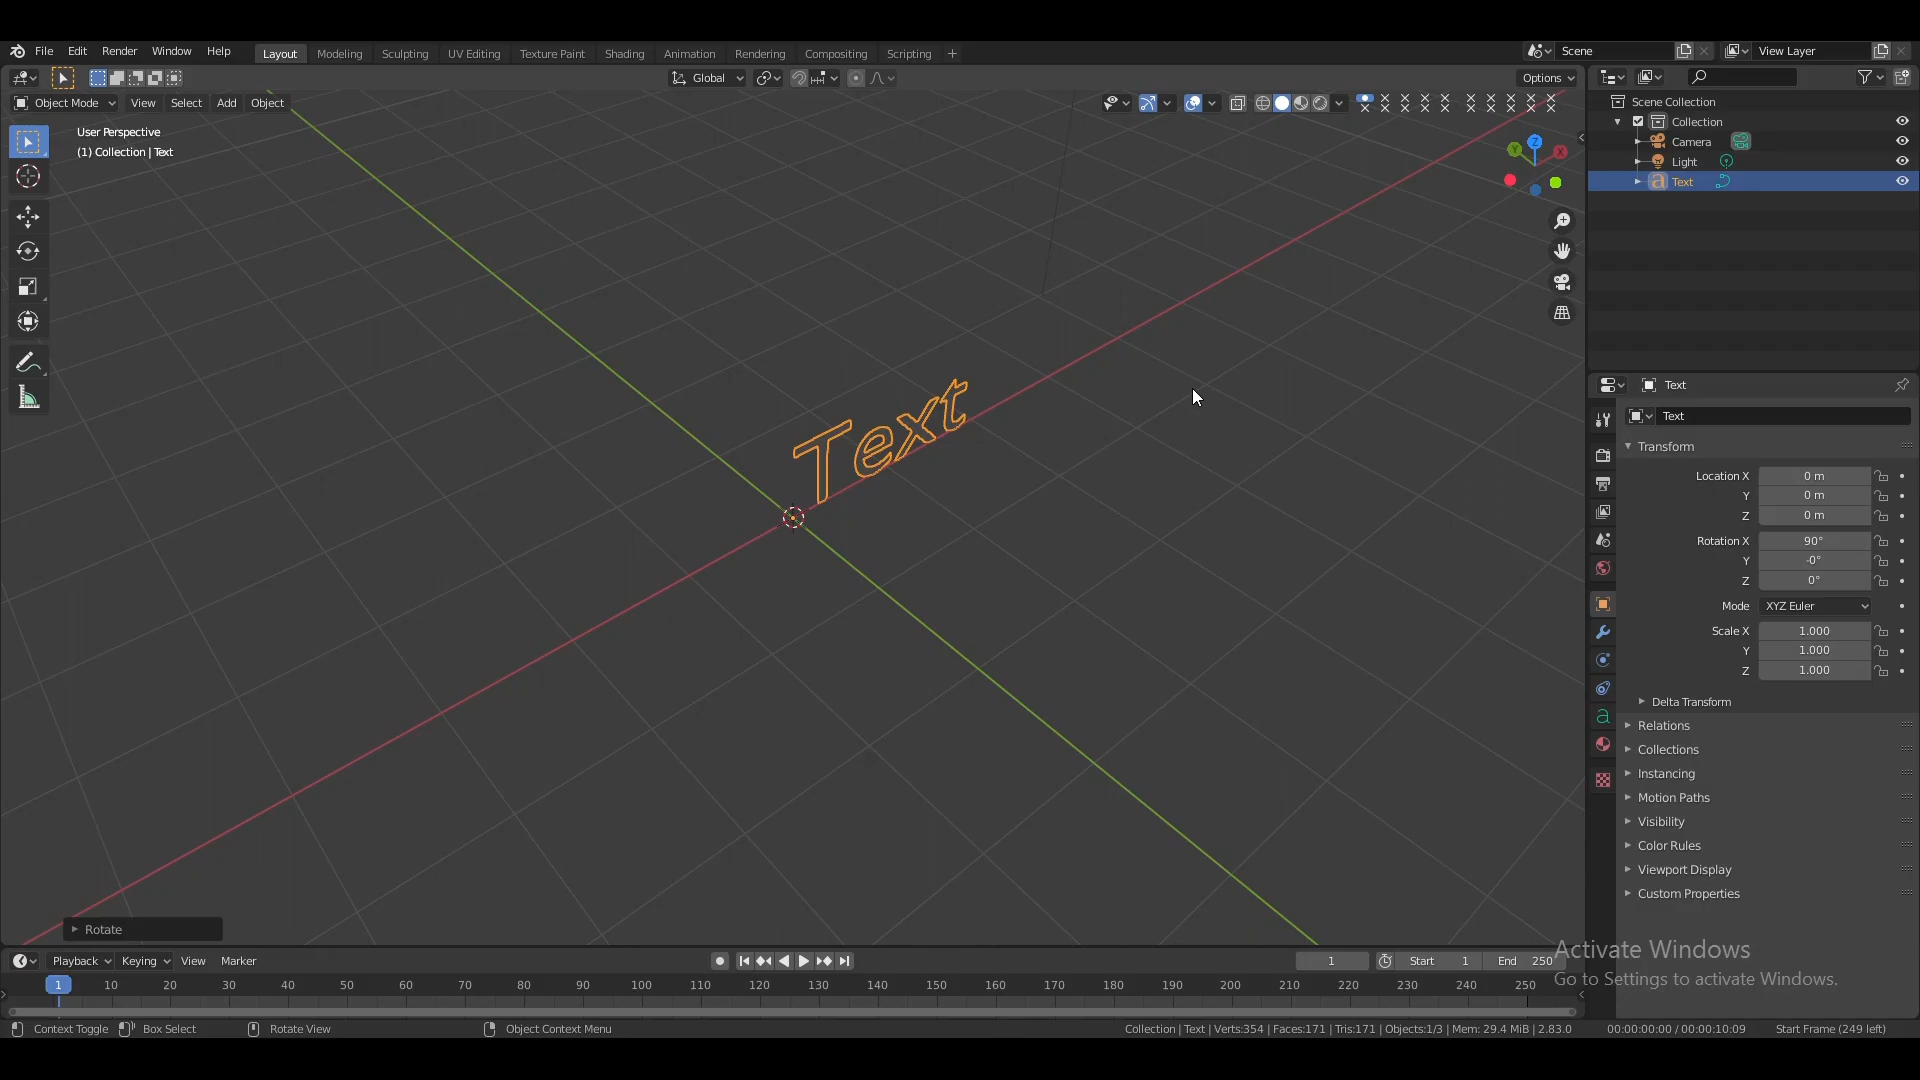 File Edit Render Window Help Layout Modeling Sculpting UV Editing Texture Paint Shading Animation Rendering Compositing Scripting + Scene View Layer
Global Options
Object Mode View Select Add Object
User Perspective
(1) Collection | Text
Z
Y
X
Text
Scene Collection
Collection
Camera
Light
Text
Text
Text
Transform
Location X 0 m
Y 0 m
Z 0 m
Rotation X 90°
Y -0°
Z 0°
Mode XYZ Euler
Scale X 1.000
Y 1.000
Z 1.000
Delta Transform
Relations
Collections
Instancing
Motion Paths
Visibility
Color Rules
Viewport Display
Custom Properties
Rotate
Activate Windows
Go to Settings to activate Windows.
Playback Keying View Marker 1 Start 1 End 250
1 10 20 30 40 50 60 70 80 90 100 110 120 130 140 150 160 170 180 190 200 210 220 230 240 250
Context Toggle Box Select Rotate View Object Context Menu Collection | Text | Verts:354 | Faces:171 | Tris:171 | Objects:1/3 | Mem: 29.4 MiB | 2.83.0 00:00:00:00 / 00:00:10:09 Start Frame (249 left)